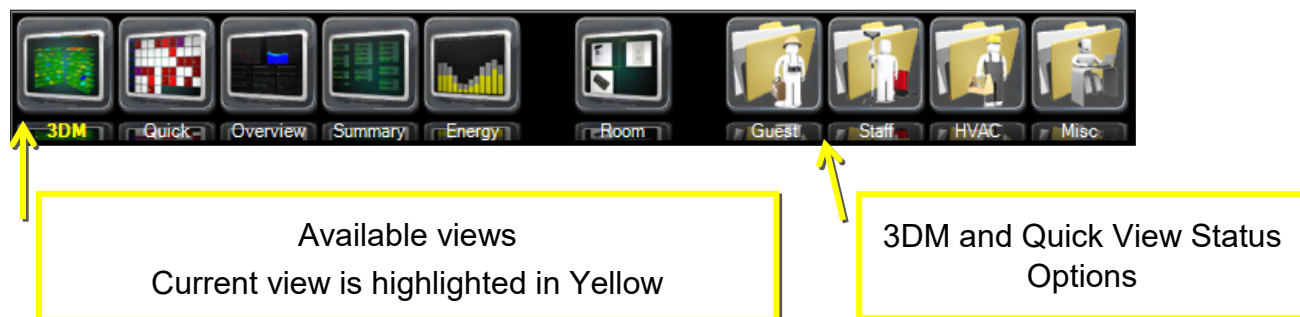 3DM Quick Overview Summary Energy Room Guest Staff HVAC Misc
Available views
Current view is highlighted in Yellow
3DM and Quick View Status
Options